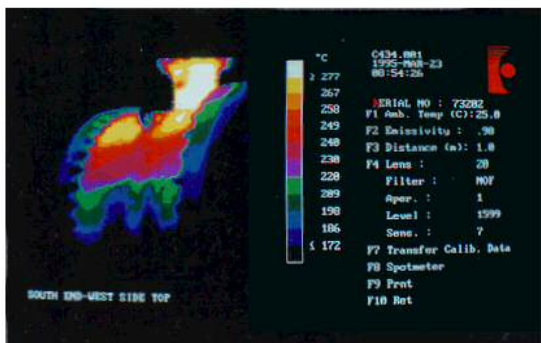 °C
≥ 277
267
258
249
240
230
220
209
198
186
≤ 172
C434.001
1995-MAR-23
00:54:26
SERIAL NO : 73202
F1 Amb. Temp (C):25.0
F2 Emissivity : .90
F3 Distance (m): 1.0
F4 Lens : 20
Filter : NOF
Aper. : 1
Level : 1599
Sens. : 7
F7 Transfer Calib. Data
F8 Spotmeter
F9 Prnt
F10 Ret
SOUTH END-WEST SIDE TOP